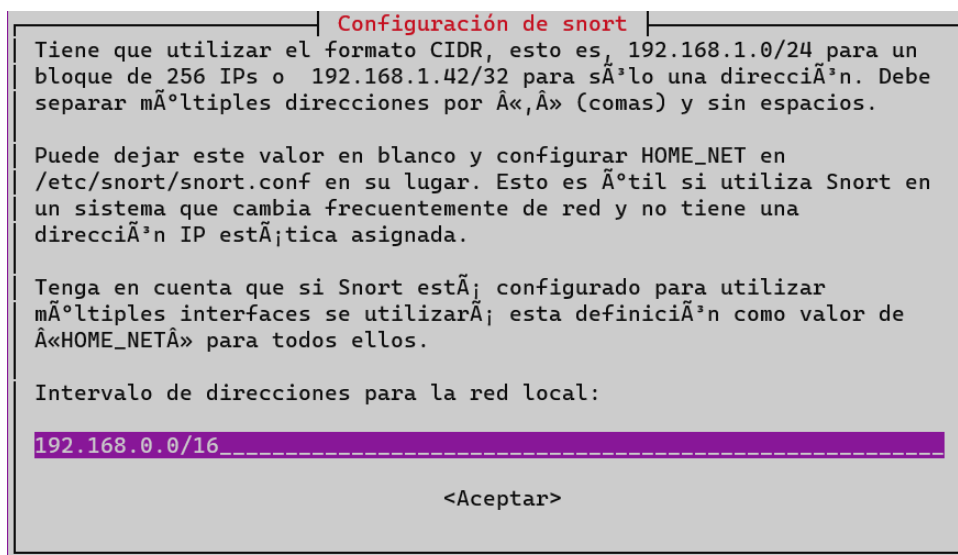 Configuración de snort
Tiene que utilizar el formato CIDR, esto es, 192.168.1.0/24 para un
bloque de 256 IPs o  192.168.1.42/32 para sÃ³lo una direcciÃ³n. Debe
separar mÃºltiples direcciones por Â«,Â» (comas) y sin espacios.
Puede dejar este valor en blanco y configurar HOME_NET en
/etc/snort/snort.conf en su lugar. Esto es Ãºtil si utiliza Snort en
un sistema que cambia frecuentemente de red y no tiene una
direcciÃ³n IP estÃ¡tica asignada.
Tenga en cuenta que si Snort estÃ¡ configurado para utilizar
mÃºltiples interfaces se utilizarÃ¡ esta definiciÃ³n como valor de
Â«HOME_NETÂ» para todos ellos.
Intervalo de direcciones para la red local:
192.168.0.0/16_______________________________________________________
<Aceptar>